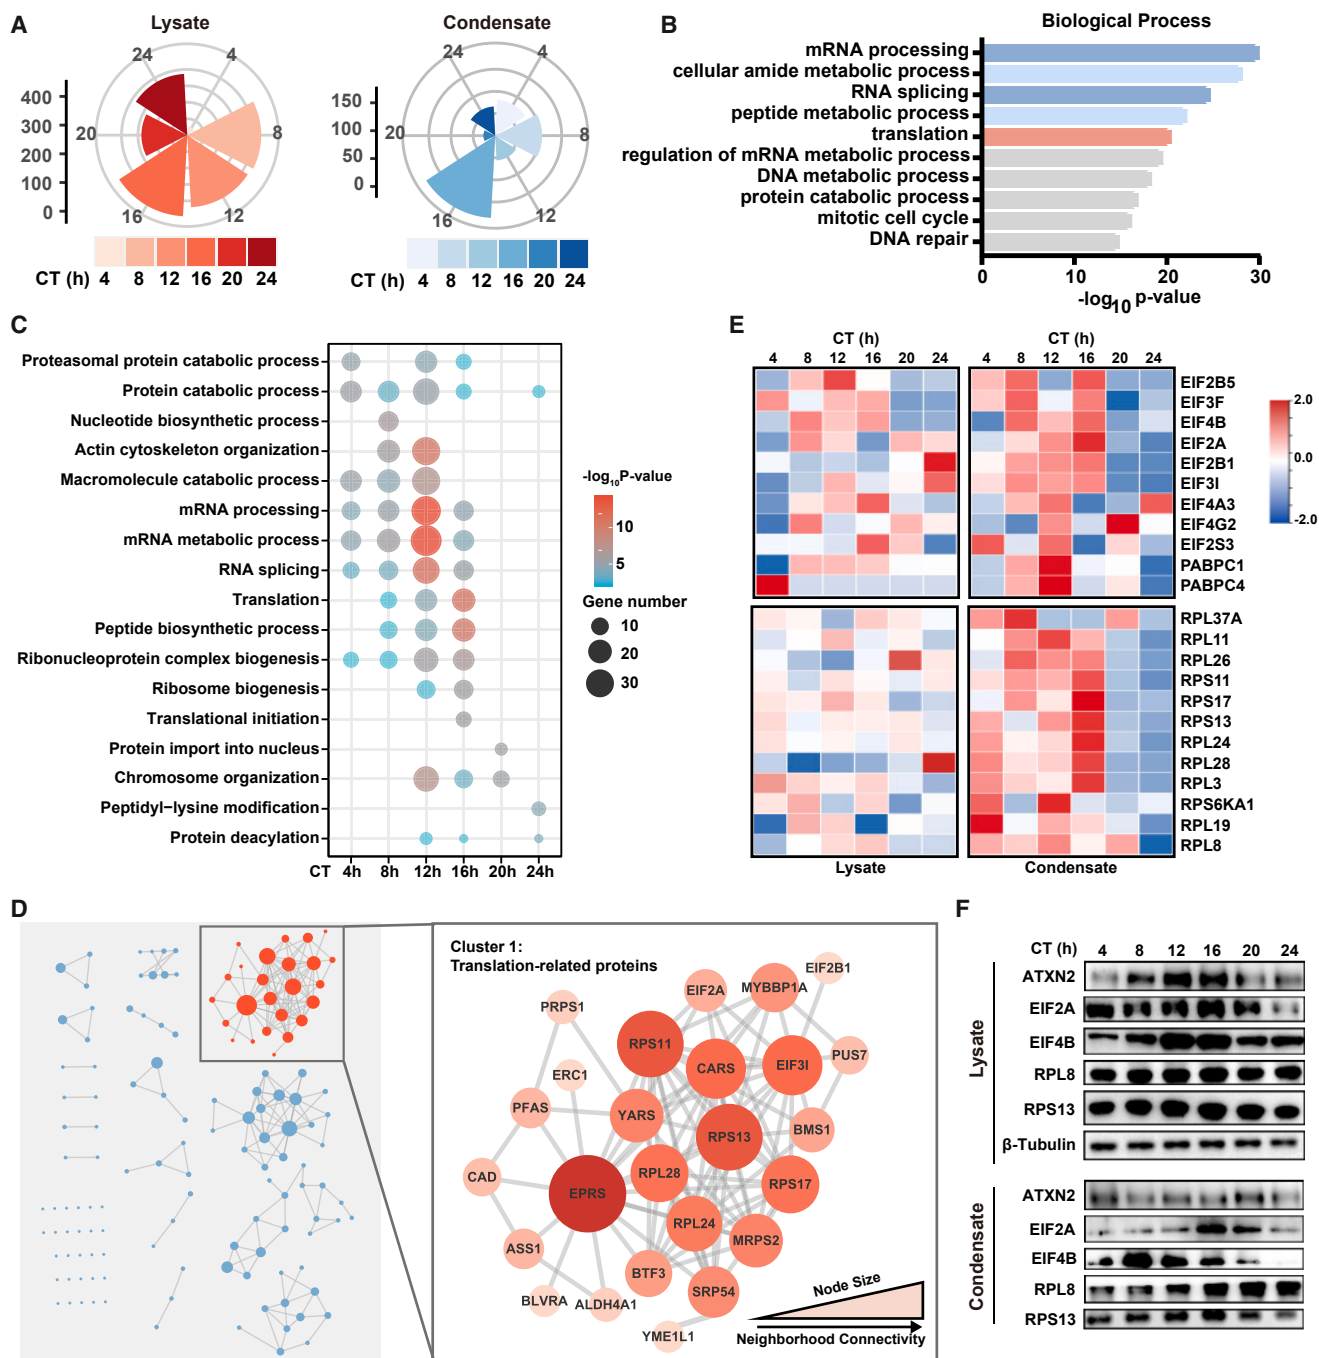 A
Lysate
24
4
8
12
16
20
400
300
200
100
0
CT (h)
4 8 12 16 20 24
Condensate
24
4
8
12
16
20
150
100
50
0
CT (h)
4 8 12 16 20 24
B
Biological Process
mRNA processing
cellular amide metabolic process
RNA splicing
peptide metabolic process
translation
regulation of mRNA metabolic process
DNA metabolic process
protein catabolic process
mitotic cell cycle
DNA repair
0 10 20 30
-log10 p-value
C
Proteasomal protein catabolic process
Protein catabolic process
Nucleotide biosynthetic process
Actin cytoskeleton organization
Macromolecule catabolic process
mRNA processing
mRNA metabolic process
RNA splicing
Translation
Peptide biosynthetic process
Ribonucleoprotein complex biogenesis
Ribosome biogenesis
Translational initiation
Protein import into nucleus
Chromosome organization
Peptidyl−lysine modification
Protein deacylation
CT 4h 8h 12h 16h 20h 24h
-log10P-value
10
5
Gene number
10
20
30
E
CT (h) CT (h)
4 8 12 16 20 24 4 8 12 16 20 24
EIF2B5
EIF3F
EIF4B
EIF2A
EIF2B1
EIF3I
EIF4A3
EIF4G2
EIF2S3
PABPC1
PABPC4
RPL37A
RPL11
RPL26
RPS11
RPS17
RPS13
RPL24
RPL28
RPL3
RPS6KA1
RPL19
RPL8
Lysate Condensate
2.0
0.0
-2.0
D
Cluster 1:
Translation-related proteins
EIF2B1
MYBBP1A
EIF2A
PRPS1
RPS11
CARS
EIF3I
PUS7
ERC1
PFAS
YARS
RPS13
BMS1
CAD
EPRS
RPL28
RPS17
RPL24
MRPS2
ASS1
BTF3
SRP54
BLVRA
ALDH4A1
YME1L1
Node Size
Neighborhood Connectivity
F
CT (h) 4 8 12 16 20 24
Lysate
ATXN2
EIF2A
EIF4B
RPL8
RPS13
β-Tubulin
Condensate
ATXN2
EIF2A
EIF4B
RPL8
RPS13